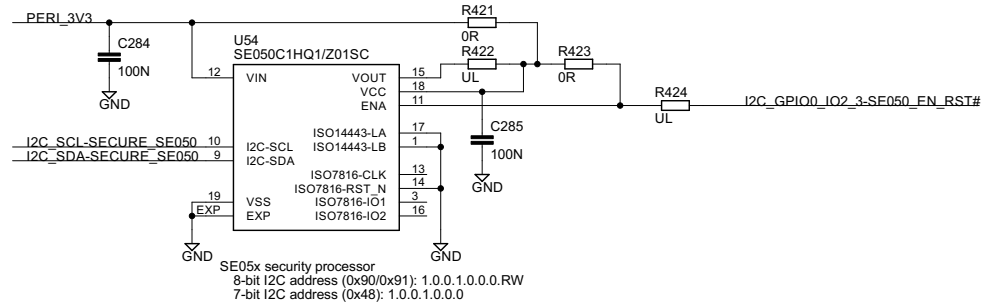 PERI_3V3
R421
0R
C284
100N
GND
U54
SE050C1HQ1/Z01SC
R422
UL
R423
0R
12 VIN
VOUT 15
VCC 18
ENA 11
R424
UL
I2C_GPIO0_IO2_3-SE050_EN_RST#
C285
100N
GND
I2C_SCL-SECURE_SE050 10 I2C-SCL
I2C_SDA-SECURE_SE050 9 I2C-SDA
ISO14443-LA 17
ISO14443-LB 1
ISO7816-CLK 13
ISO7816-RST_N 14
ISO7816-IO1 3
ISO7816-IO2 16
19 VSS
EXP EXP
GND
GND
SE05x security processor
8-bit I2C address (0x90/0x91): 1.0.0.1.0.0.0.RW
7-bit I2C address (0x48): 1.0.0.1.0.0.0